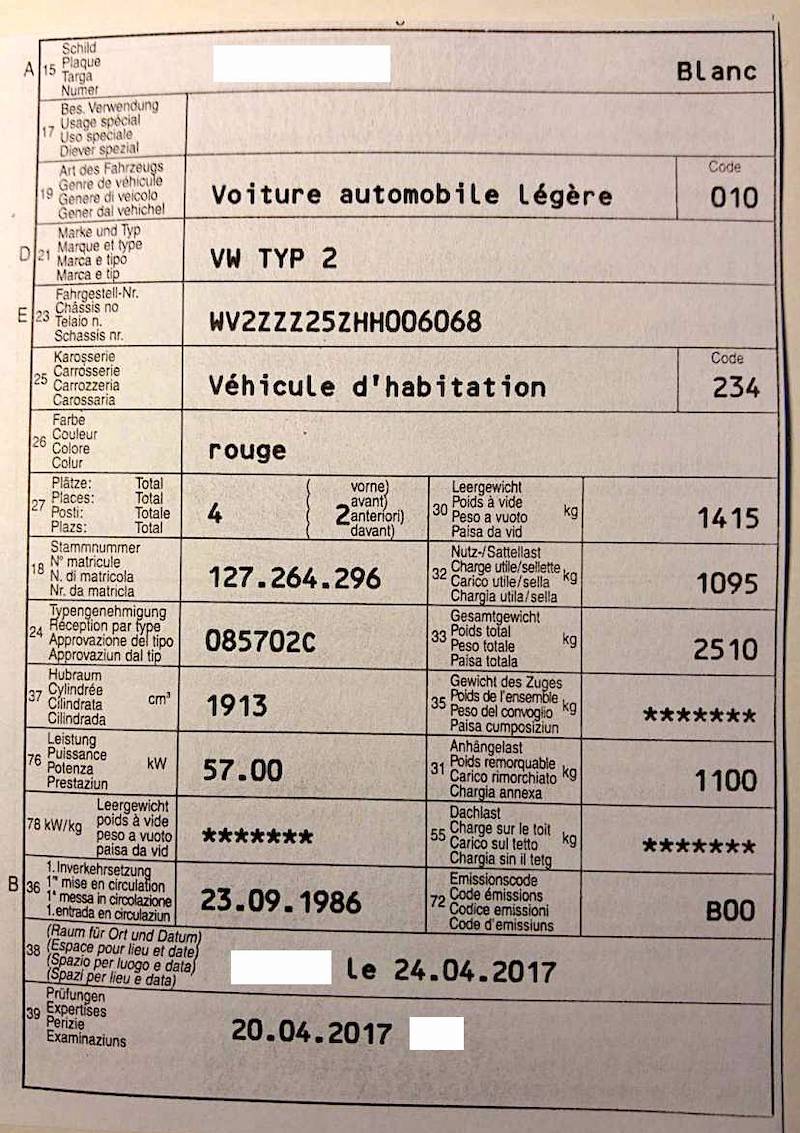 A 15 Schild
Plaque
Targa
Numer
Blanc
17 Bes. Verwendung
Usage spécial
Uso speciale
Diever spezial
19 Art des Fahrzeugs
Genre de véhicule
Genere di veicolo
Gener dal vehichel
Voiture automobile légère
Code
010
D 21 Marke und Typ
Marque et type
Marca e tipo
Marca e tip
VW TYP 2
E 23 Fahrgestell-Nr.
Châssis no
Telaio n.
Schassis nr.
WV2ZZZ25ZHH006068
25 Karosserie
Carrosserie
Carrozzeria
Carossaria
Véhicule d'habitation
Code
234
26 Farbe
Couleur
Colore
Colur
rouge
27 Plätze: Total
Places: Total
Posti: Totale
Plazs: Total
4
( vorne)
( avant)
( 2 anteriori)
( davant)
30 Leergewicht
Poids à vide
Peso a vuoto
Paisa da vid
kg
1415
18 Stammnummer
N° matricule
N. di matricola
Nr. da matricla
127.264.296
32 Nutz-/Sattellast
Charge utile/sellette
Carico utile/sella
Chargia utila/sella
kg
1095
24 Typengenehmigung
Réception par type
Approvazione del tipo
Approvaziun dal tip
085702C
33 Gesamtgewicht
Poids total
Peso totale
Paisa totala
kg
2510
37 Hubraum
Cylindrée
Cilindrata
Cilindrada
cm³
1913
35 Gewicht des Zuges
Poids de l'ensemble
Peso del convoglio
Paisa cumposiziun
kg
*******
76 Leistung
Puissance
Potenza
Prestaziun
kW
57.00
31 Anhängelast
Poids remorquable
Carico rimorchiato
Chargia annexa
kg
1100
78 kW/kg
Leergewicht
poids à vide
peso a vuoto
paisa da vid
*******
55 Dachlast
Charge sur le toit
Carico sul tetto
Chargia sin il tetg
kg
*******
B 36 1.Inverkehrsetzung
1re mise en circulation
1a messa in circolazione
1.entrada en circulaziun
23.09.1986
72 Emissionscode
Code émissions
Codice emissioni
Code d'emissiuns
B00
38 (Raum für Ort und Datum)
(Espace pour lieu et date)
(Spazio per luogo e data)
(Spazi per lieu e data)
le 24.04.2017
39 Prüfungen
Expertises
Perizie
Examinaziuns
20.04.2017